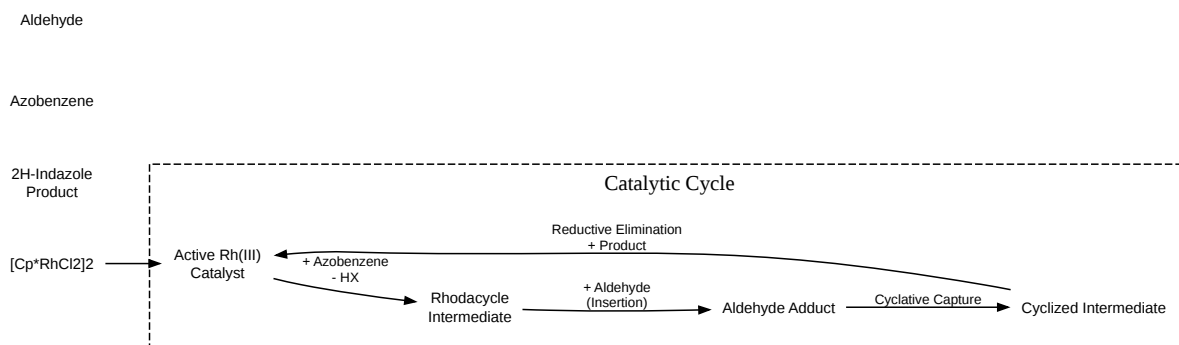 Aldehyde
Azobenzene
2H-Indazole
Product
Catalytic Cycle
[Cp*RhCl2]2
Active Rh(III)
Catalyst
Reductive Elimination
+ Product
+ Azobenzene
- HX
Rhodacycle
Intermediate
+ Aldehyde
(Insertion)
Aldehyde Adduct
Cyclative Capture
Cyclized Intermediate